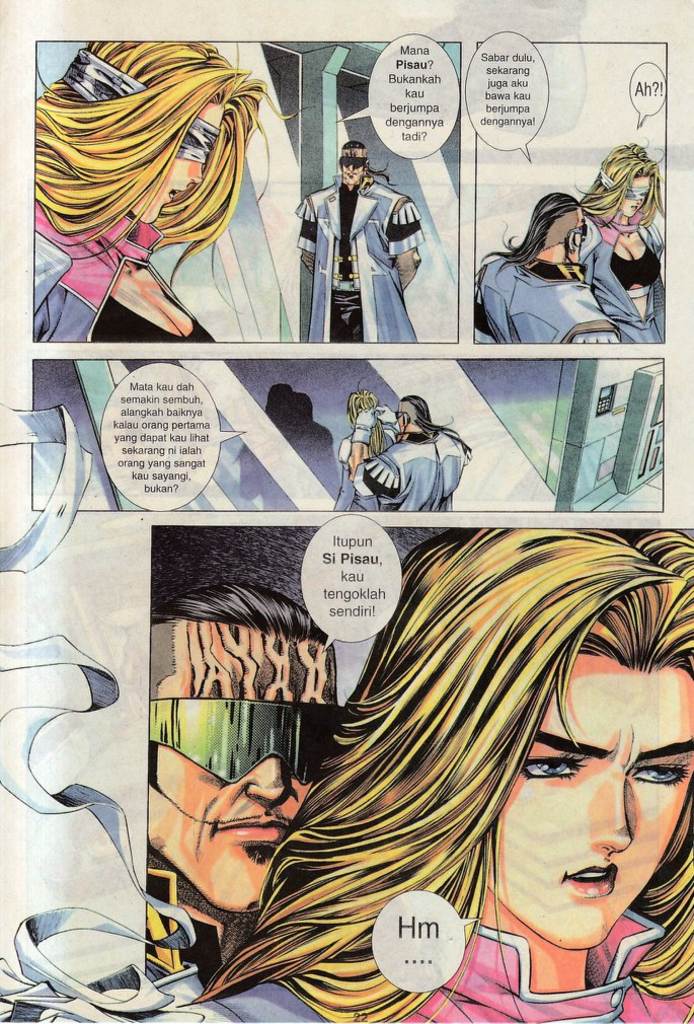 Mana
Pisau?
Bukankah
kau
berjumpa
dengannya
tadi?
Sabar dulu,
sekarang
juga aku
bawa kau
berjumpa
dengannya!
Ah?!
Mata kau dah
semakin sembuh,
alangkah baiknya
kalau orang pertama
yang dapat kau lihat
sekarang ni ialah
orang yang sangat
kau sayangi,
bukan?
Itupun
Si Pisau,
kau
tengoklah
sendiri!
Hm
....
22